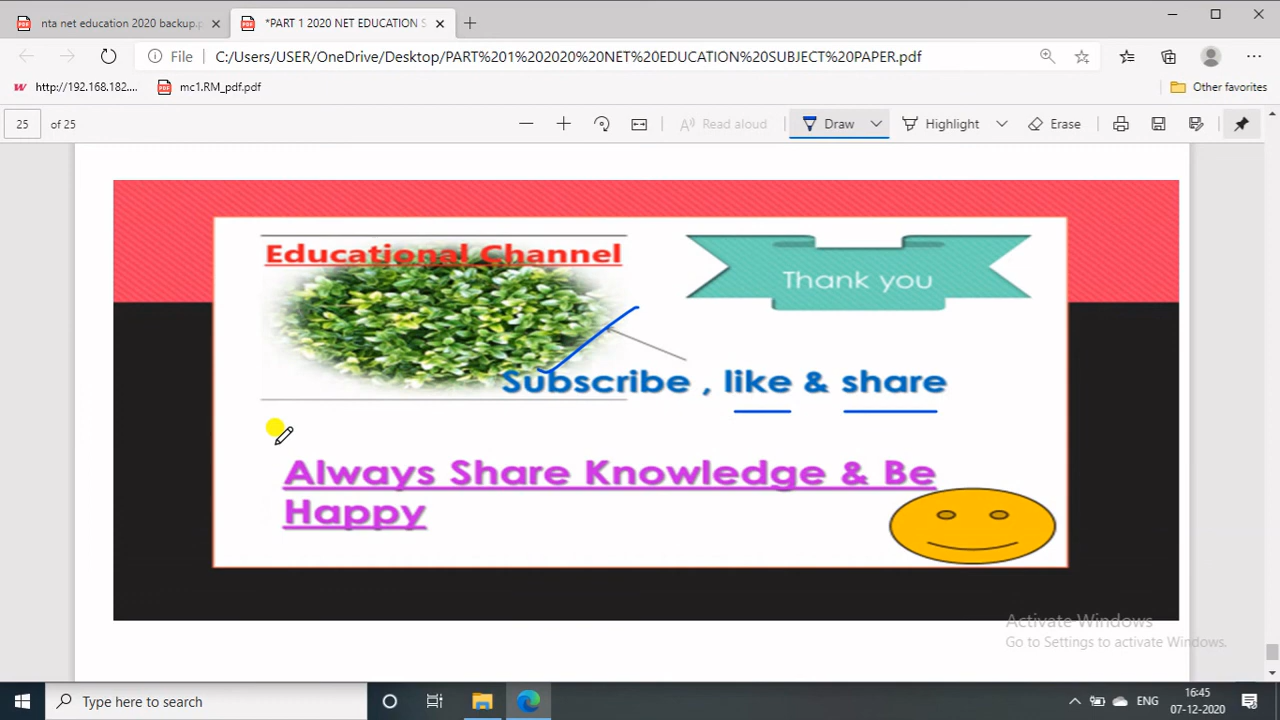 nta net education 2020 backup.p
*PART 1 2020 NET EDUCATION S
File C:/Users/USER/OneDrive/Desktop/PART%201%202020%20NET%20EDUCATION%20SUBJECT%20PAPER.pdf
http://192.168.182....
mc1.RM_pdf.pdf
Other favorites
25 of 25
Read aloud
Draw
Highlight
Erase
Educational Channel
Thank you
Subscribe , like & share
Always Share Knowledge & Be
Happy
Activate Windows
Go to Settings to activate Windows.
Type here to search
ENG
16:45
07-12-2020